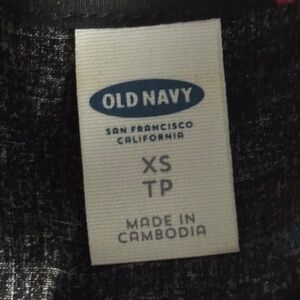 OLD NAVY
SAN FRANCISCO
CALIFORNIA
XS
TP
MADE IN
CAMBODIA